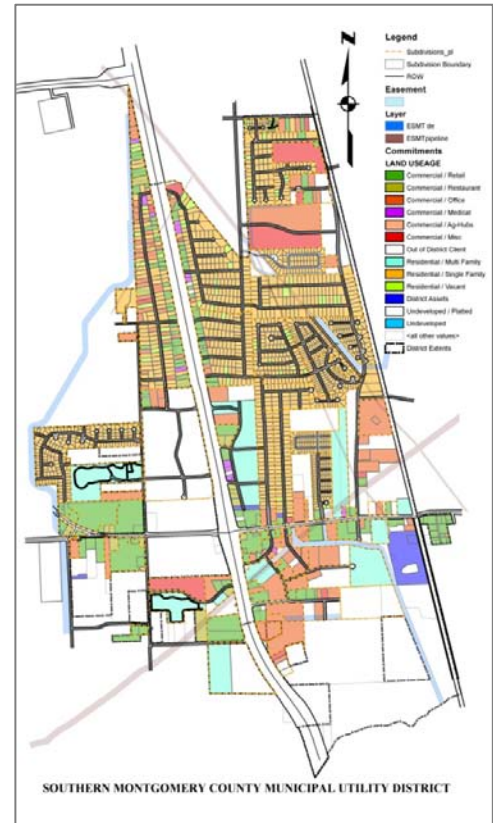 N
Legend
Subdivisions_pl
Subdivision Boundary
ROW
Easement
Layer
ESMT de
ESMTpipeline
Commitments
LAND USEAGE
Commercial / Retail
Commercial / Restaurant
Commercial / Office
Commercial / Medical
Commercial / Ag-Hubs
Commercial / Misc
Out of District Client
Residential / Multi Family
Residential / Single Family
Residential / Vacant
District Assets
Undeveloped / Platted
Undeveloped
<all other values>
District Extents
SOUTHERN MONTGOMERY COUNTY MUNICIPAL UTILITY DISTRICT